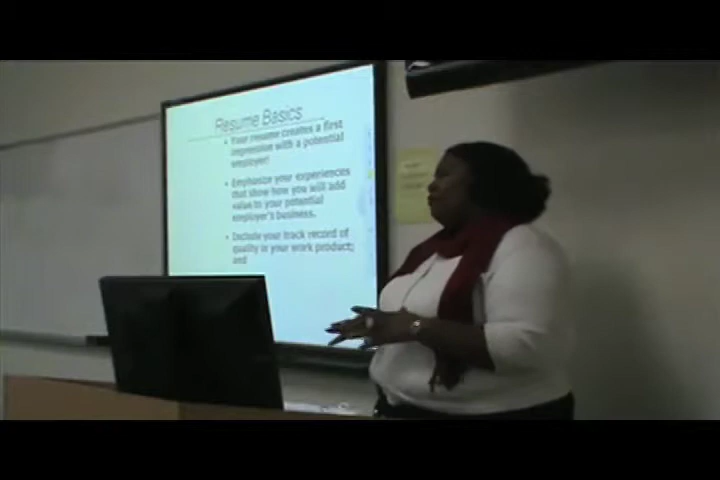 Resume Basics
• Your resume creates a first
impression with a potential
employer!
• Emphasize your experiences
that show how you will add
value to your potential
employer's business.
• Include your track record of
quality in your work product;
and